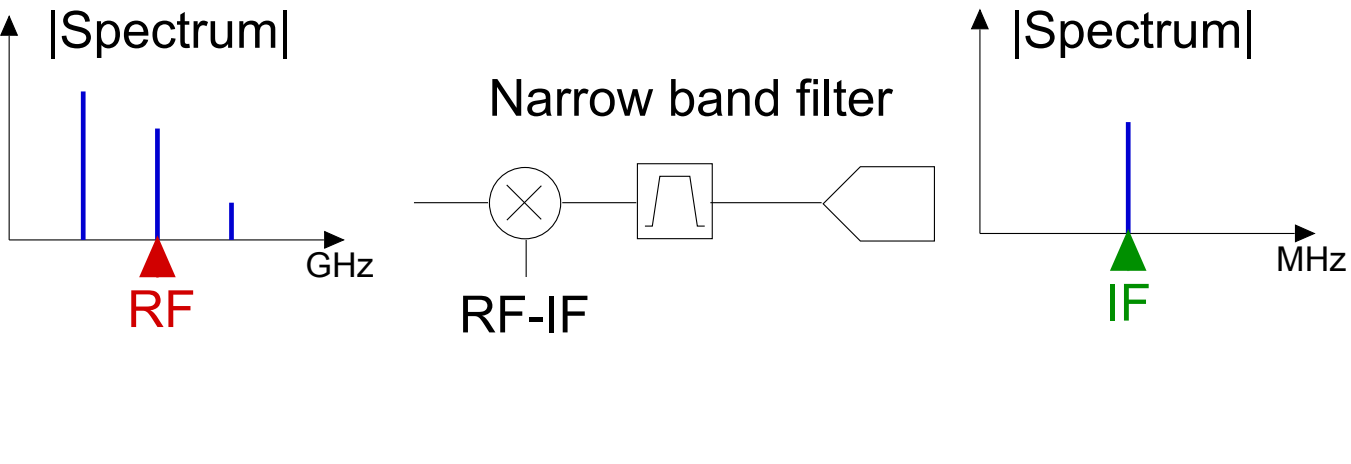 |Spectrum|
GHz
RF
Narrow band filter
RF-IF
|Spectrum|
MHz
IF